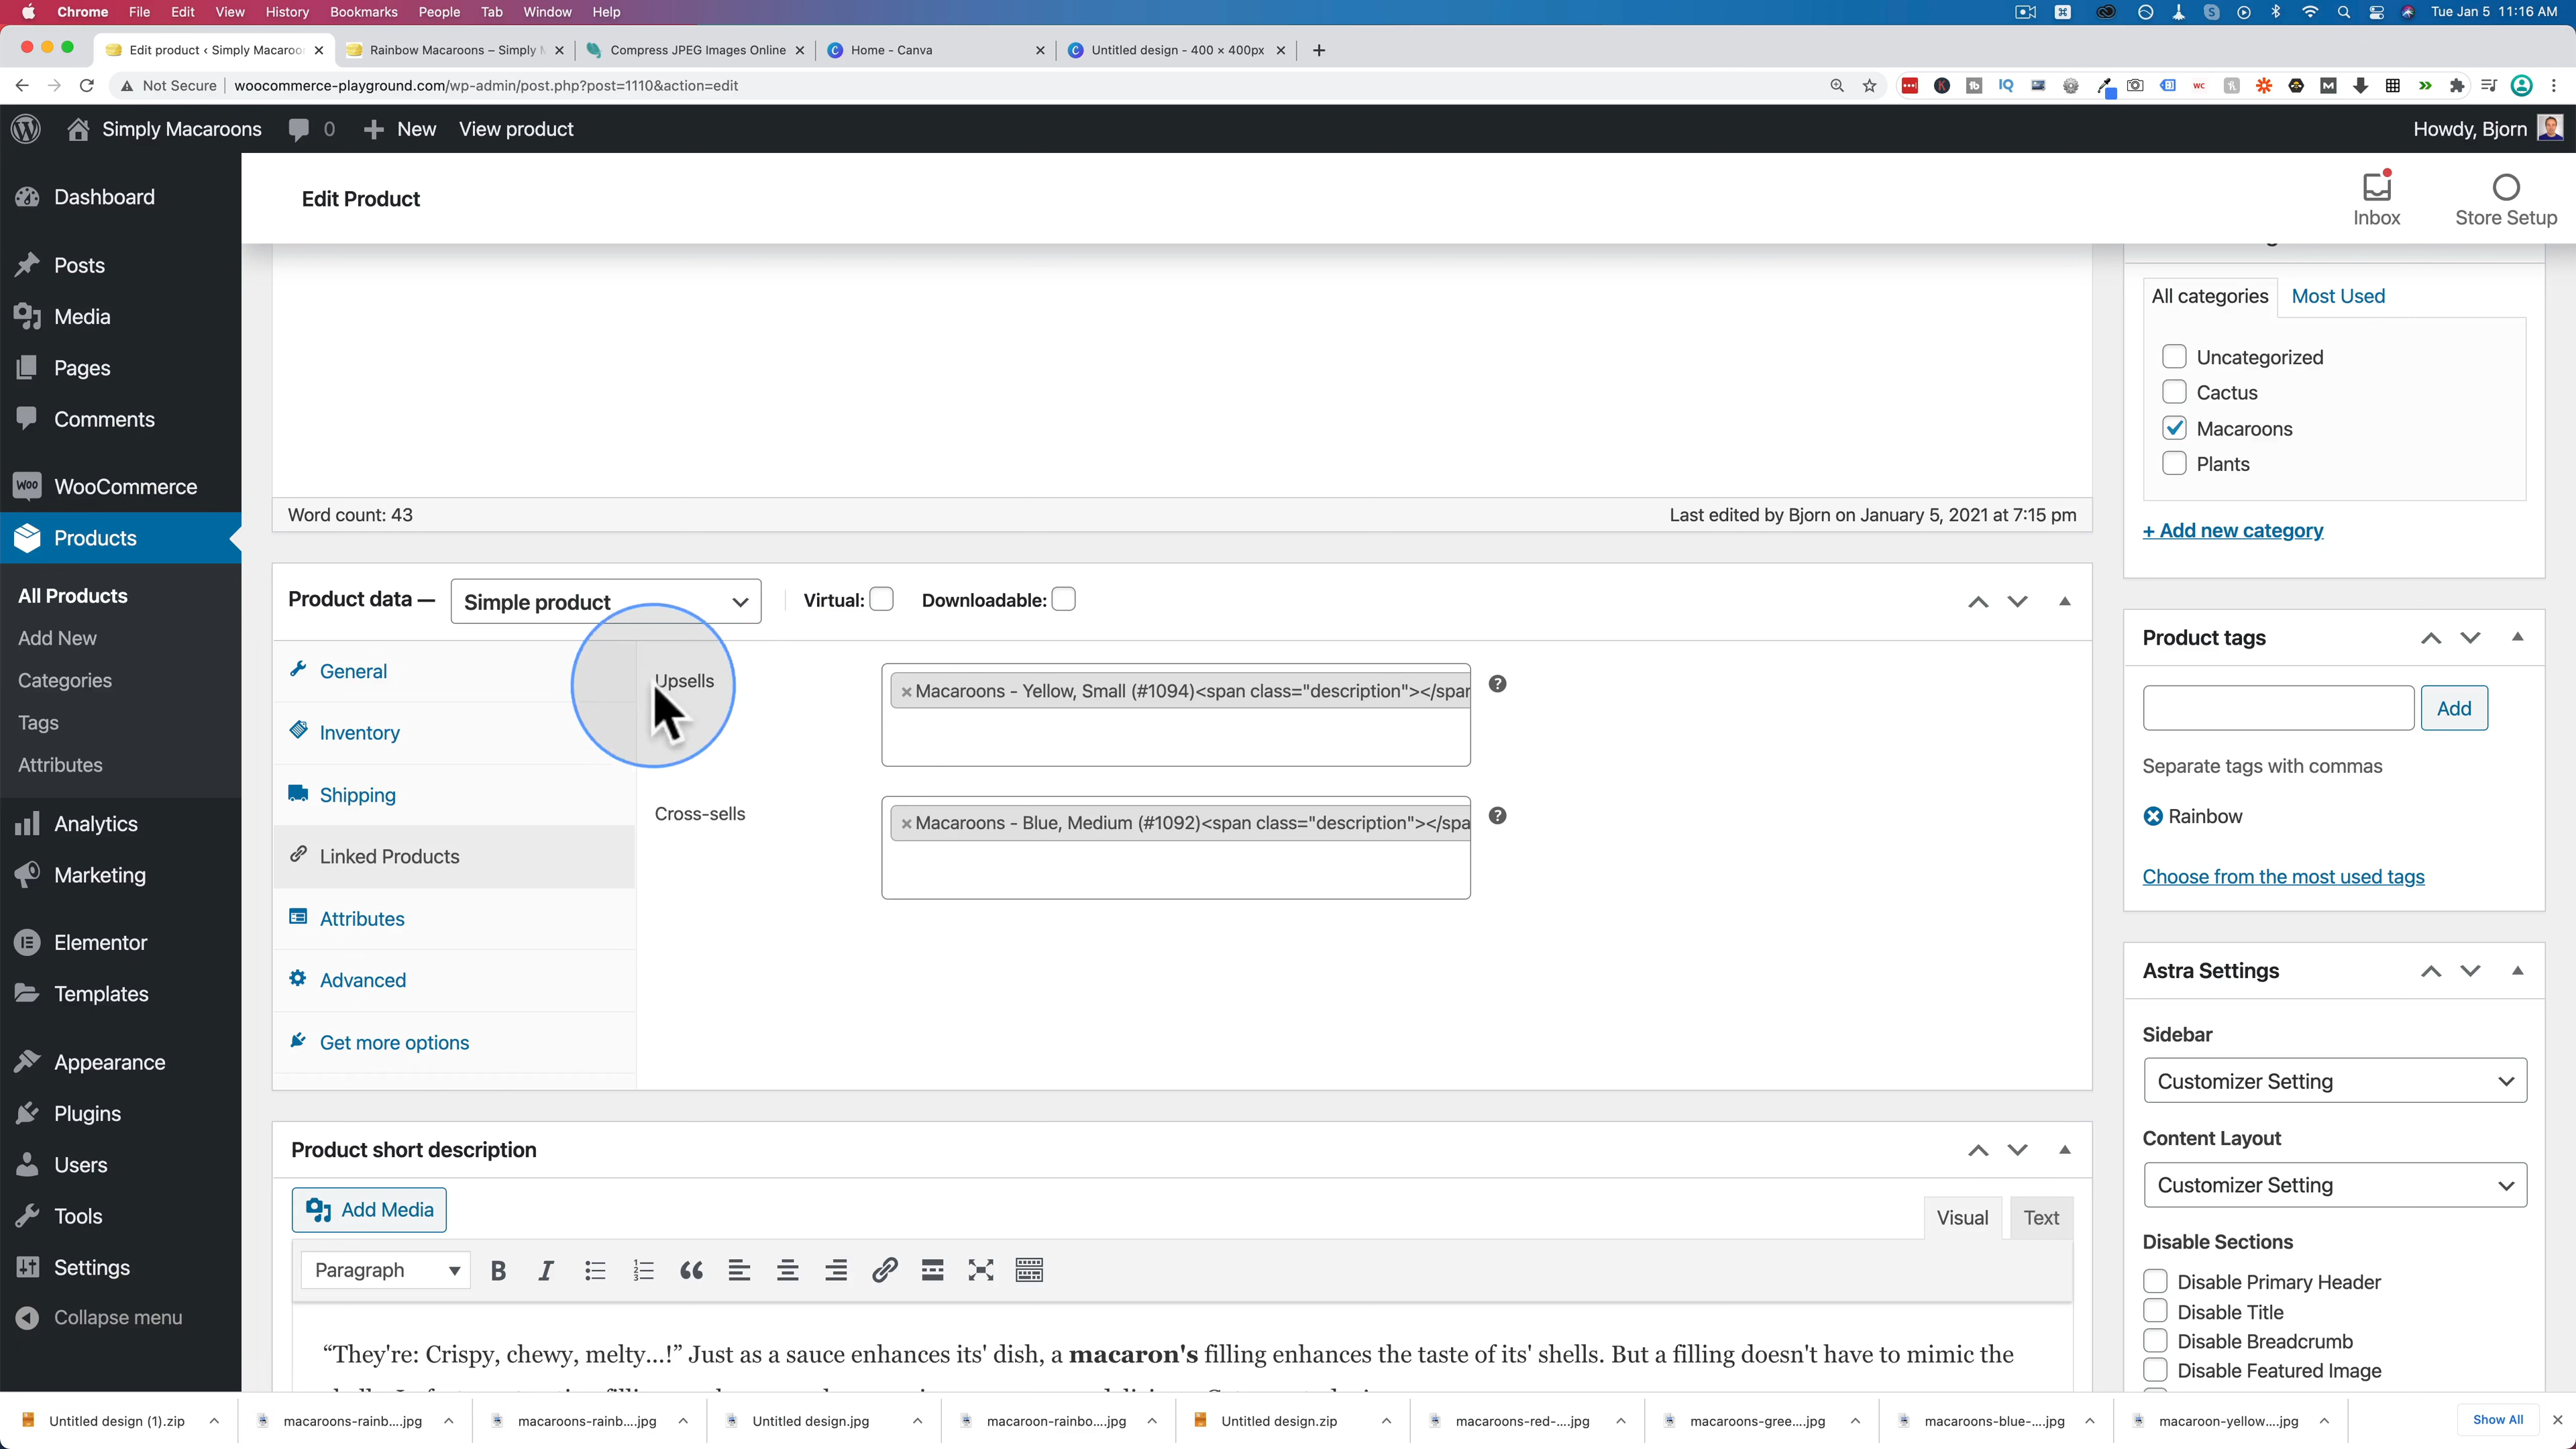 Chrome File Edit View History Bookmarks People Tab Window Help Tue Jan 5 11:16 AM
Edit product ‹ Simply Macaroon Rainbow Macaroons – Simply M Compress JPEG Images Online Home - Canva Untitled design - 400 × 400px
Not Secure woocommerce-playground.com/wp-admin/post.php?post=1110&action=edit
Simply Macaroons 0 New View product Howdy, Bjorn
Dashboard
Posts
Media
Pages
Comments
WooCommerce
Products
All Products
Add New
Categories
Tags
Attributes
Analytics
Marketing
Elementor
Templates
Appearance
Plugins
Users
Tools
Settings
Collapse menu
Edit Product
Inbox
Store Setup
Word count: 43
Last edited by Bjorn on January 5, 2021 at 7:15 pm
Product data — Simple product Virtual: Downloadable:
General
Inventory
Shipping
Linked Products
Attributes
Advanced
Get more options
Upsells
×Macaroons - Yellow, Small (#1094)<span class="description"></span
Cross-sells
×Macaroons - Blue, Medium (#1092)<span class="description"></spa
Product short description
Add Media
Visual Text
Paragraph
“They're: Crispy, chewy, melty...!” Just as a sauce enhances its' dish, a macaron's filling enhances the taste of its' shells. But a filling doesn't have to mimic the
All categories Most Used
Uncategorized
Cactus
Macaroons
Plants
+ Add new category
Product tags
Add
Separate tags with commas
Rainbow
Choose from the most used tags
Astra Settings
Sidebar
Customizer Setting
Content Layout
Customizer Setting
Disable Sections
Disable Primary Header
Disable Title
Disable Breadcrumb
Disable Featured Image
Untitled design (1).zip macaroons-rainb....jpg macaroons-rainb....jpg Untitled design.jpg macaroon-rainbo....jpg Untitled design.zip macaroons-red-....jpg macaroons-gree....jpg macaroons-blue-....jpg macaroon-yellow....jpg Show All